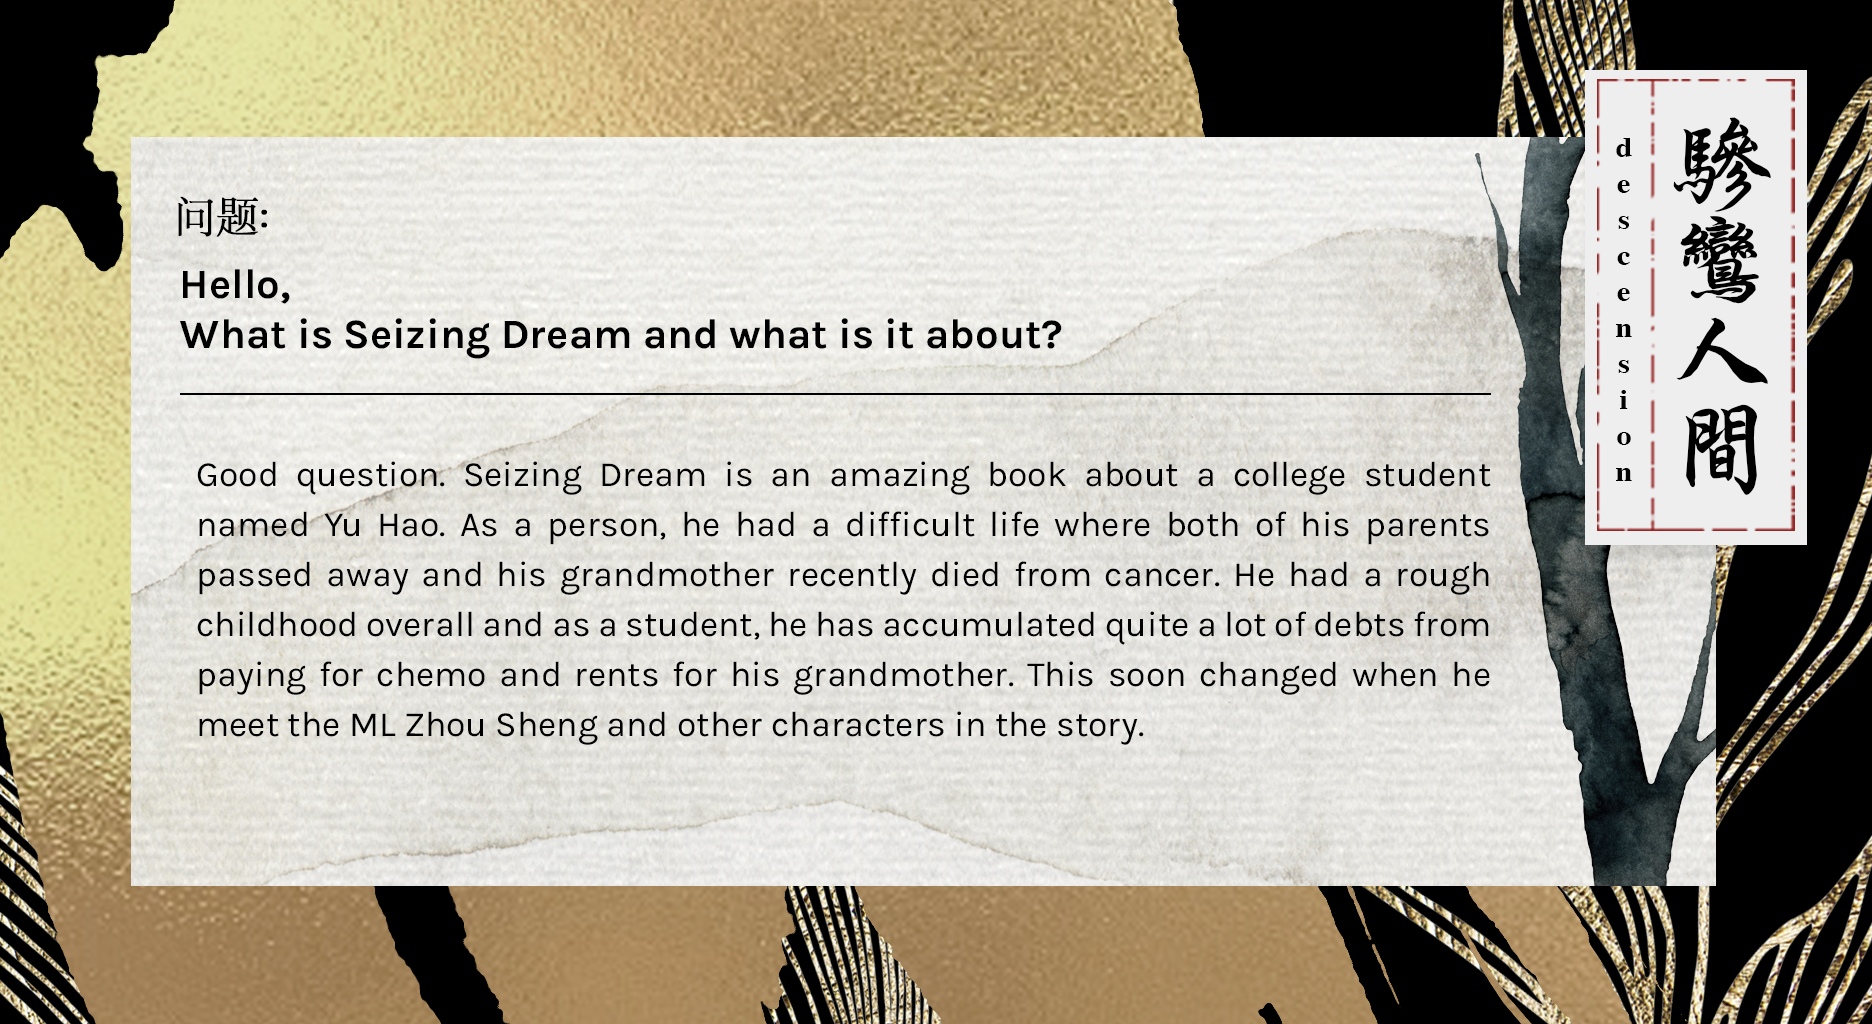 问题:
Hello,
What is Seizing Dream and what is it about?
Good question. Seizing Dream is an amazing book about a college student
named Yu Hao. As a person, he had a difficult life where both of his parents
passed away and his grandmother recently died from cancer. He had a rough
childhood overall and as a student, he has accumulated quite a lot of debts from
paying for chemo and rents for his grandmother. This soon changed when he
meet the ML Zhou Sheng and other characters in the story.
驂鸞人間
descension